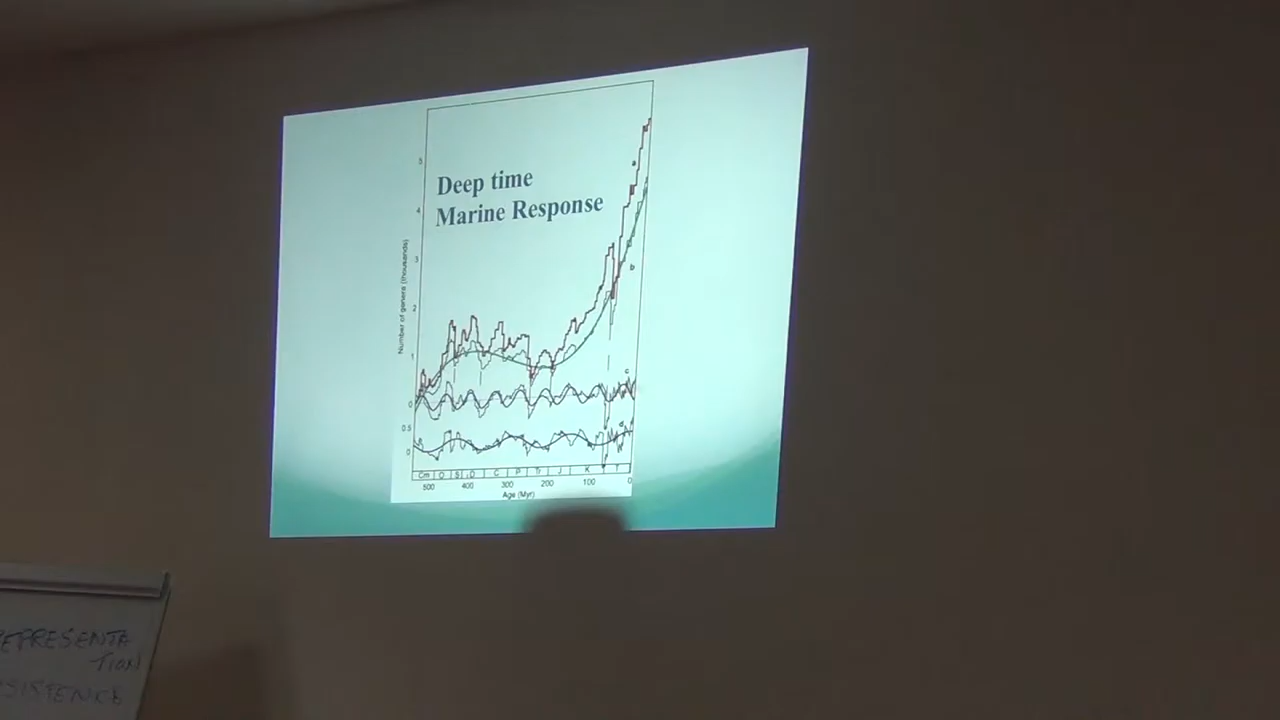 Deep time
Marine Response
Number of genera (thousands)
5
4
3
2
1
0
0.5
0
a
b
c
d
Cm O S D C P Tr J K T
500 400 300 200 100 0
Age (Myr)
EPRESENTA
TION
SISTENCE